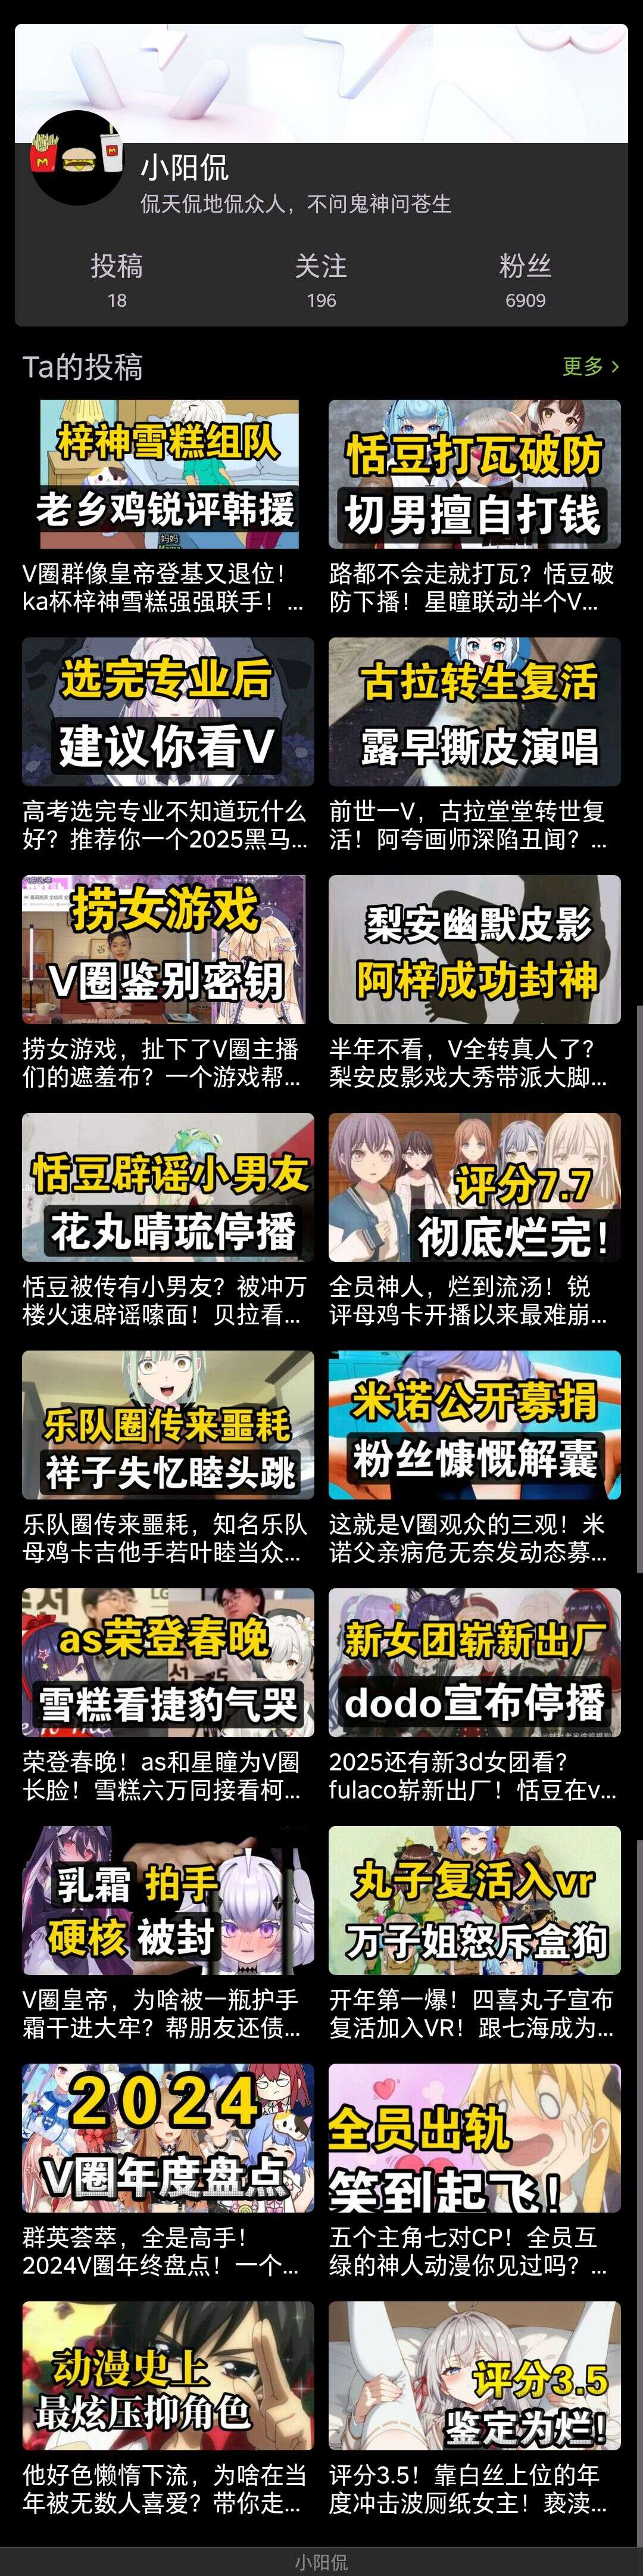 小阳侃
侃天侃地侃众人，不问鬼神问苍生
投稿
关注
粉丝
18
196
6909
Ta的投稿
更多
梓神雪糕组队
老乡鸡锐评韩援
妈妈
V圈群像皇帝登基又退位！
ka杯梓神雪糕强强联手！...
恬豆打瓦破防
切男擅自打钱
路都不会走就打瓦？恬豆破
防下播！星瞳联动半个V...
选完专业后
建议你看V
高考选完专业不知道玩什么
好？推荐你一个2025黑马...
古拉转生复活
露早撕皮演唱
前世一V，古拉堂堂转世复
活！阿夸画师深陷丑闻？...
捞女游戏
V圈鉴别密钥
捞女游戏，扯下了V圈主播
们的遮羞布？一个游戏帮...
梨安幽默皮影
阿梓成功封神
半年不看，V全转真人了？
梨安皮影戏大秀带派大脚...
恬豆辟谣小男友
花丸晴琉停播
恬豆被传有小男友？被冲万
楼火速辟谣嗦面！贝拉看...
评分7.7
彻底烂完！
全员神人，烂到流汤！锐
评母鸡卡开播以来最难崩...
乐队圈传来噩耗
祥子失忆睦头跳
乐队圈传来噩耗，知名乐队
母鸡卡吉他手若叶睦当众...
米诺公开募捐
粉丝慷慨解囊
这就是V圈观众的三观！米
诺父亲病危无奈发动态募...
as荣登春晚
雪糕看捷豹气哭
荣登春晚！as和星瞳为V圈
长脸！雪糕六万同接看柯...
新女团崭新出厂
dodo宣布停播
2025还有新3d女团看？
fulaco崭新出厂！恬豆在v...
乳霜 拍手
硬核 被封
V圈皇帝，为啥被一瓶护手
霜干进大牢？帮朋友还债...
丸子复活入vr
万子姐怒斥盒狗
开年第一爆！四喜丸子宣布
复活加入VR！跟七海成为...
2024
V圈年度盘点
群英荟萃，全是高手！
2024V圈年终盘点！一个...
全员出轨
笑到起飞！
五个主角七对CP！全员互
绿的神人动漫你见过吗？...
动漫史上
最炫压抑角色
他好色懒惰下流，为啥在当
年被无数人喜爱？带你走...
评分3.5
鉴定为烂！
评分3.5！靠白丝上位的年
度冲击波厕纸女主！亵渎...
小阳侃